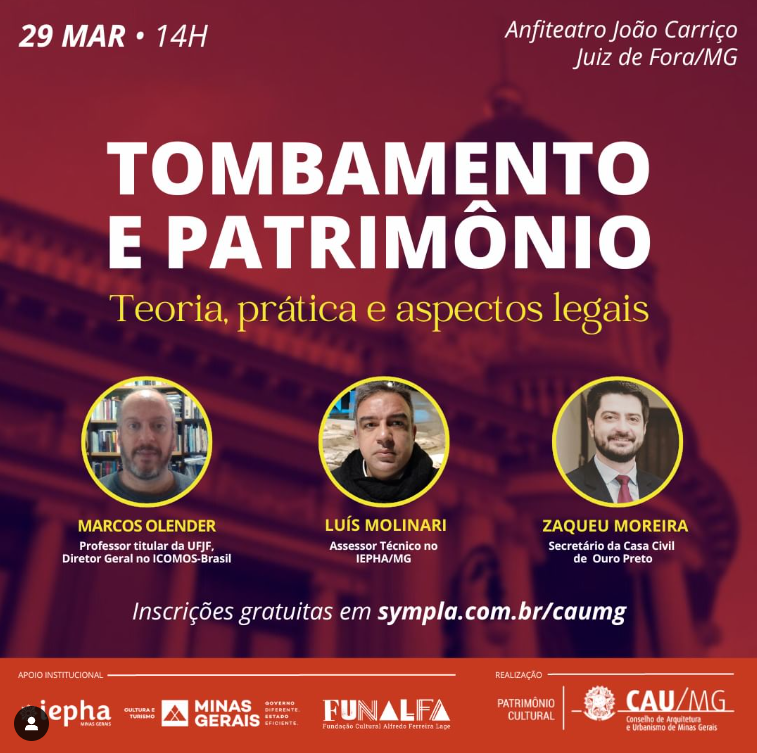 29 MAR • 14H
Anfiteatro João Carriço
Juiz de Fora/MG
TOMBAMENTO
E PATRIMÔNIO
Teoria, prática e aspectos legais
MARCOS OLENDER
Professor titular da UFJF,
Diretor Geral no ICOMOS-Brasil
LUÍS MOLINARI
Assessor Técnico no
IEPHA/MG
ZAQUEU MOREIRA
Secretário da Casa Civil
de Ouro Preto
Inscrições gratuitas em sympla.com.br/caumg
APOIO INSTITUCIONAL
iepha
MINAS GERAIS
CULTURA E
TURISMO
MINAS
GERAIS
GOVERNO
DIFERENTE.
ESTADO
EFICIENTE.
FUNALFA
Fundação Cultural Alfredo Ferreira Lage
REALIZAÇÃO
PATRIMÔNIO
CULTURAL
CAU/MG
Conselho de Arquitetura
e Urbanismo de Minas Gerais